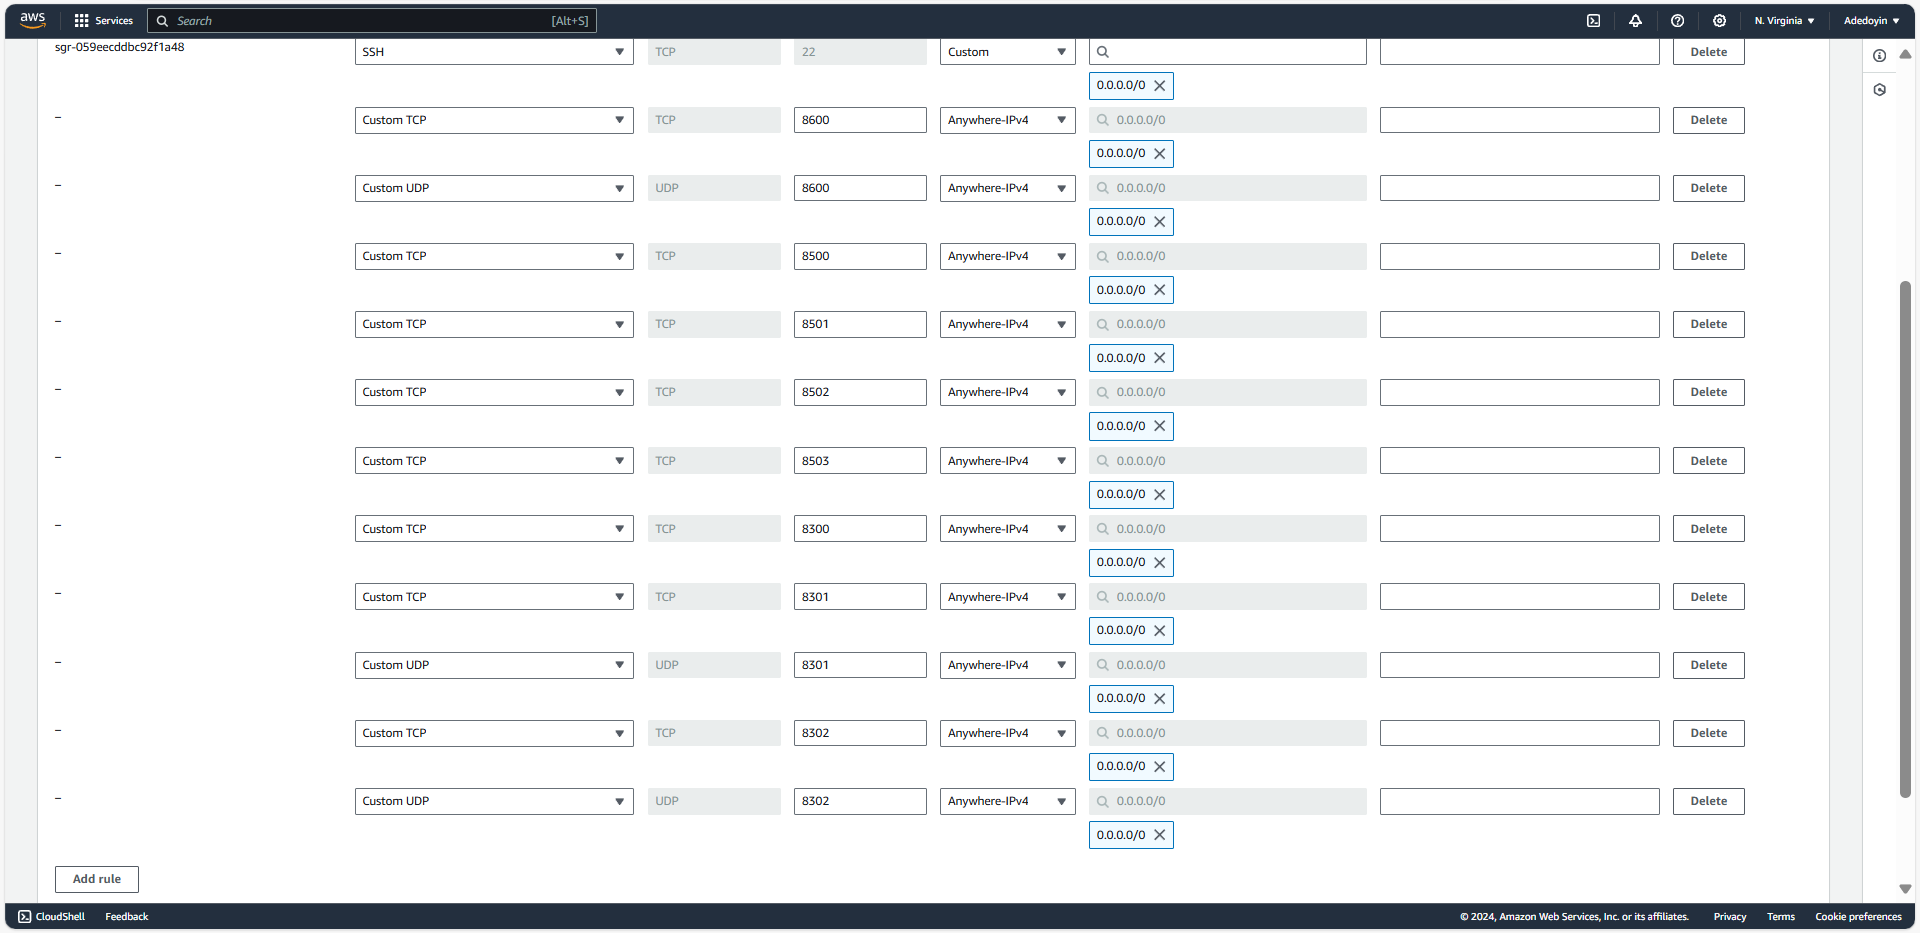 aws Services Search [Alt+S] N. Virginia Adedoyin
sgr-059eecddbc92f1a48 SSH TCP 22 Custom Delete
0.0.0.0/0
– Custom TCP TCP 8600 Anywhere-IPv4 0.0.0.0/0 Delete
0.0.0.0/0
– Custom UDP UDP 8600 Anywhere-IPv4 0.0.0.0/0 Delete
0.0.0.0/0
– Custom TCP TCP 8500 Anywhere-IPv4 0.0.0.0/0 Delete
0.0.0.0/0
– Custom TCP TCP 8501 Anywhere-IPv4 0.0.0.0/0 Delete
0.0.0.0/0
– Custom TCP TCP 8502 Anywhere-IPv4 0.0.0.0/0 Delete
0.0.0.0/0
– Custom TCP TCP 8503 Anywhere-IPv4 0.0.0.0/0 Delete
0.0.0.0/0
– Custom TCP TCP 8300 Anywhere-IPv4 0.0.0.0/0 Delete
0.0.0.0/0
– Custom TCP TCP 8301 Anywhere-IPv4 0.0.0.0/0 Delete
0.0.0.0/0
– Custom UDP UDP 8301 Anywhere-IPv4 0.0.0.0/0 Delete
0.0.0.0/0
– Custom TCP TCP 8302 Anywhere-IPv4 0.0.0.0/0 Delete
0.0.0.0/0
– Custom UDP UDP 8302 Anywhere-IPv4 0.0.0.0/0 Delete
0.0.0.0/0
Add rule
CloudShell Feedback © 2024, Amazon Web Services, Inc. or its affiliates. Privacy Terms Cookie preferences